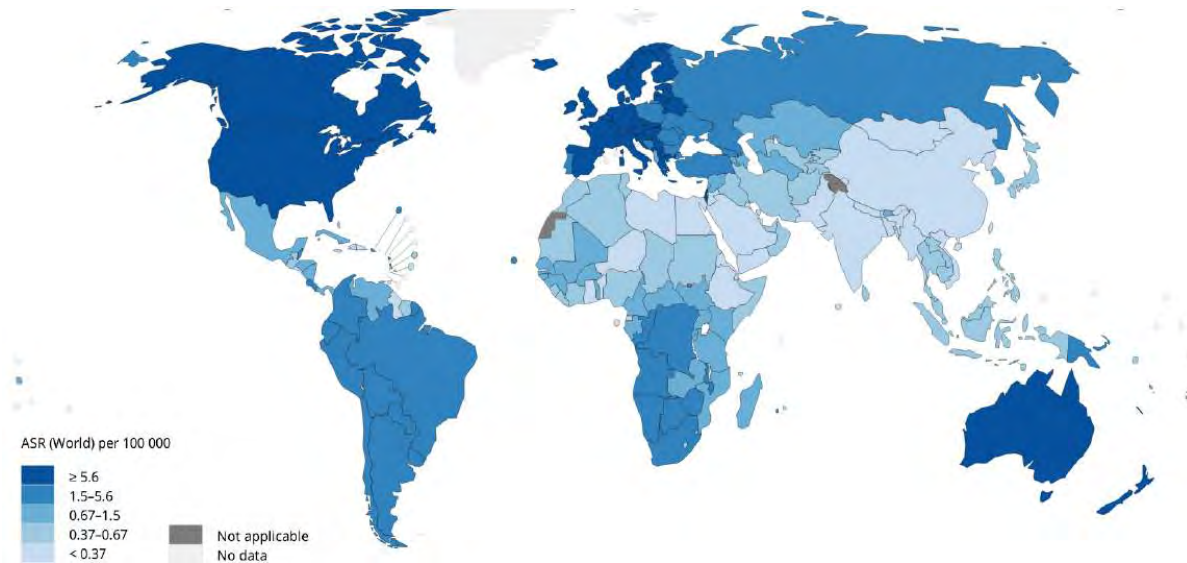 ASR (World) per 100 000
≥ 5.6
1.5–5.6
0.67–1.5
0.37–0.67
< 0.37
Not applicable
No data